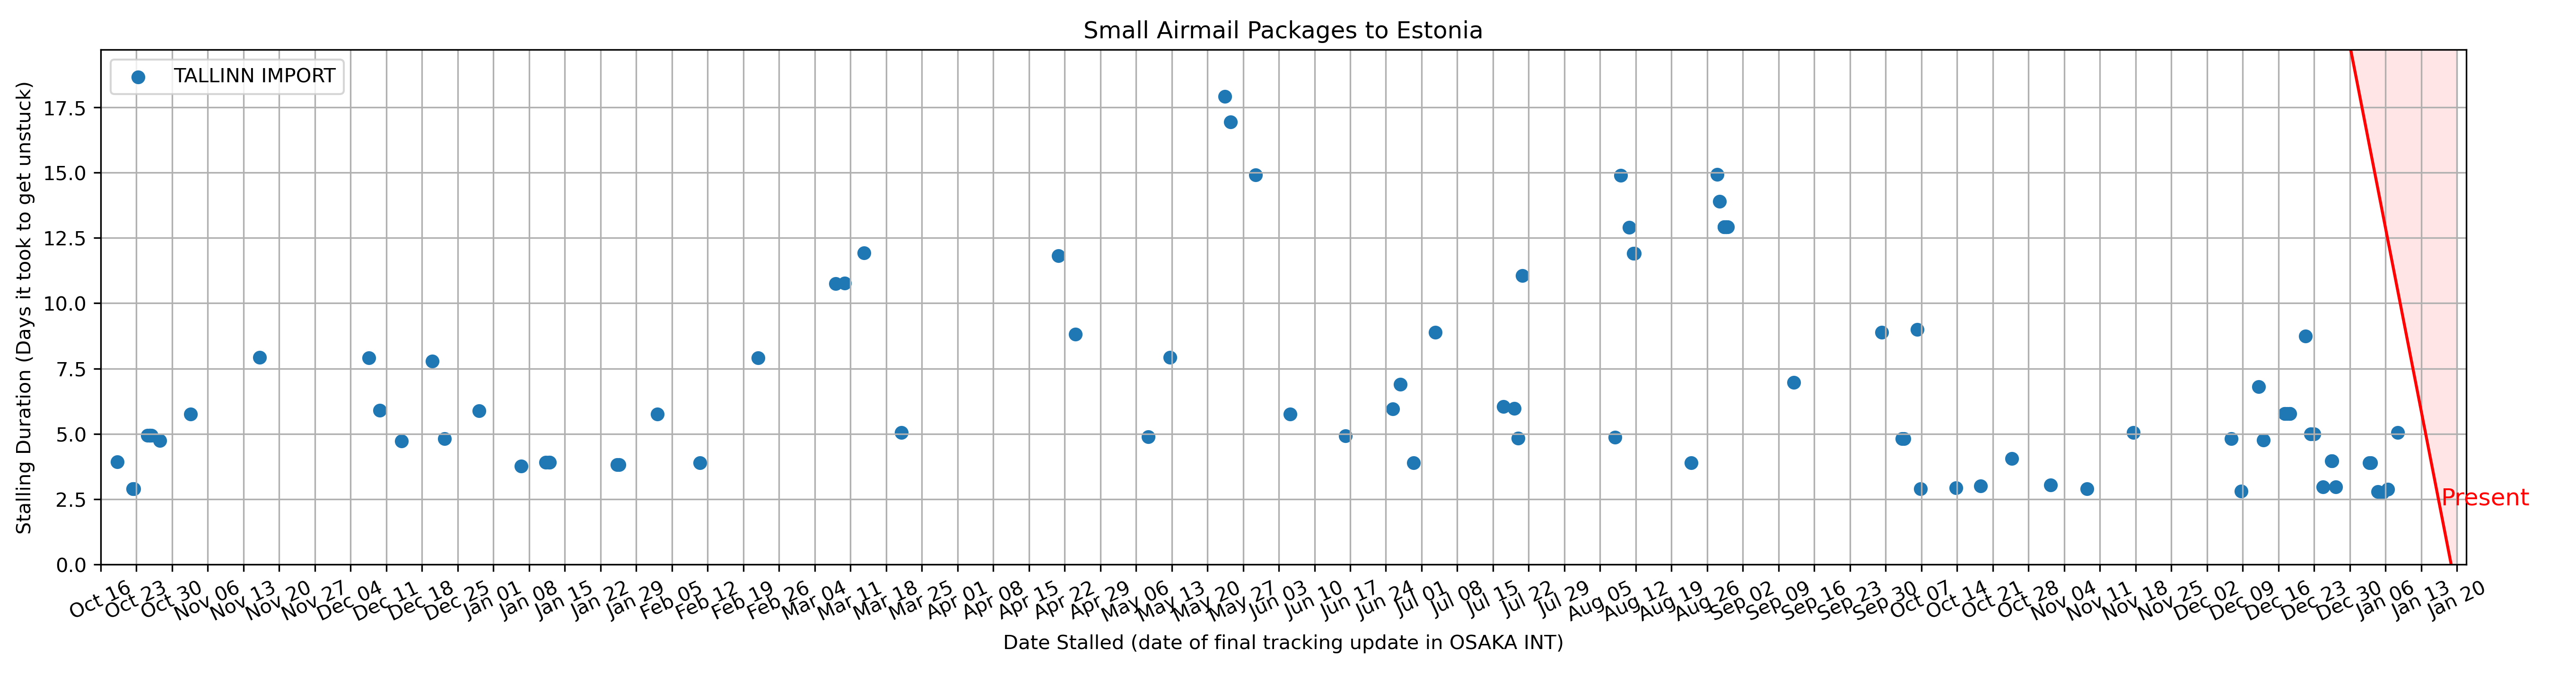 Small Airmail Packages to Estonia
TALLINN IMPORT
Stalling Duration (Days it took to get unstuck)
17.5
15.0
12.5
10.0
7.5
5.0
2.5
0.0
Present
Oct 16 Oct 23 Oct 30 Nov 06 Nov 13 Nov 20 Nov 27 Dec 04 Dec 11 Dec 18 Dec 25 Jan 01 Jan 08 Jan 15 Jan 22 Jan 29 Feb 05 Feb 12 Feb 19 Feb 26 Mar 04 Mar 11 Mar 18 Mar 25 Apr 01 Apr 08 Apr 15 Apr 22 Apr 29 May 06 May 13 May 20 May 27 Jun 03 Jun 10 Jun 17 Jun 24 Jul 01 Jul 08 Jul 15 Jul 22 Jul 29 Aug 05 Aug 12 Aug 19 Aug 26 Sep 02 Sep 09 Sep 16 Sep 23 Sep 30 Oct 07 Oct 14 Oct 21 Oct 28 Nov 04 Nov 11 Nov 18 Nov 25 Dec 02 Dec 09 Dec 16 Dec 23 Dec 30 Jan 06 Jan 13 Jan 20
Date Stalled (date of final tracking update in OSAKA INT)